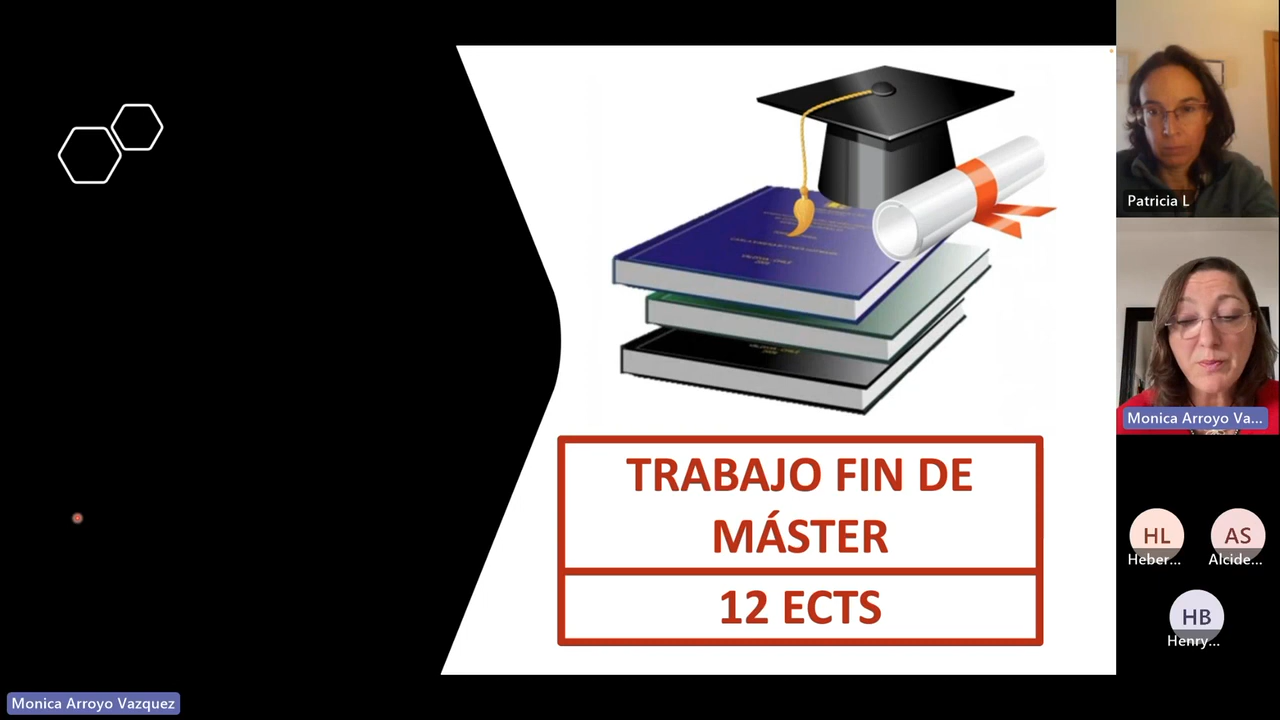 TRABAJO FIN DE
MÁSTER
12 ECTS
Patricia L
Monica Arroyo Va...
HL
Heber...
AS
Alcide...
HB
Henry...
Monica Arroyo Vazquez